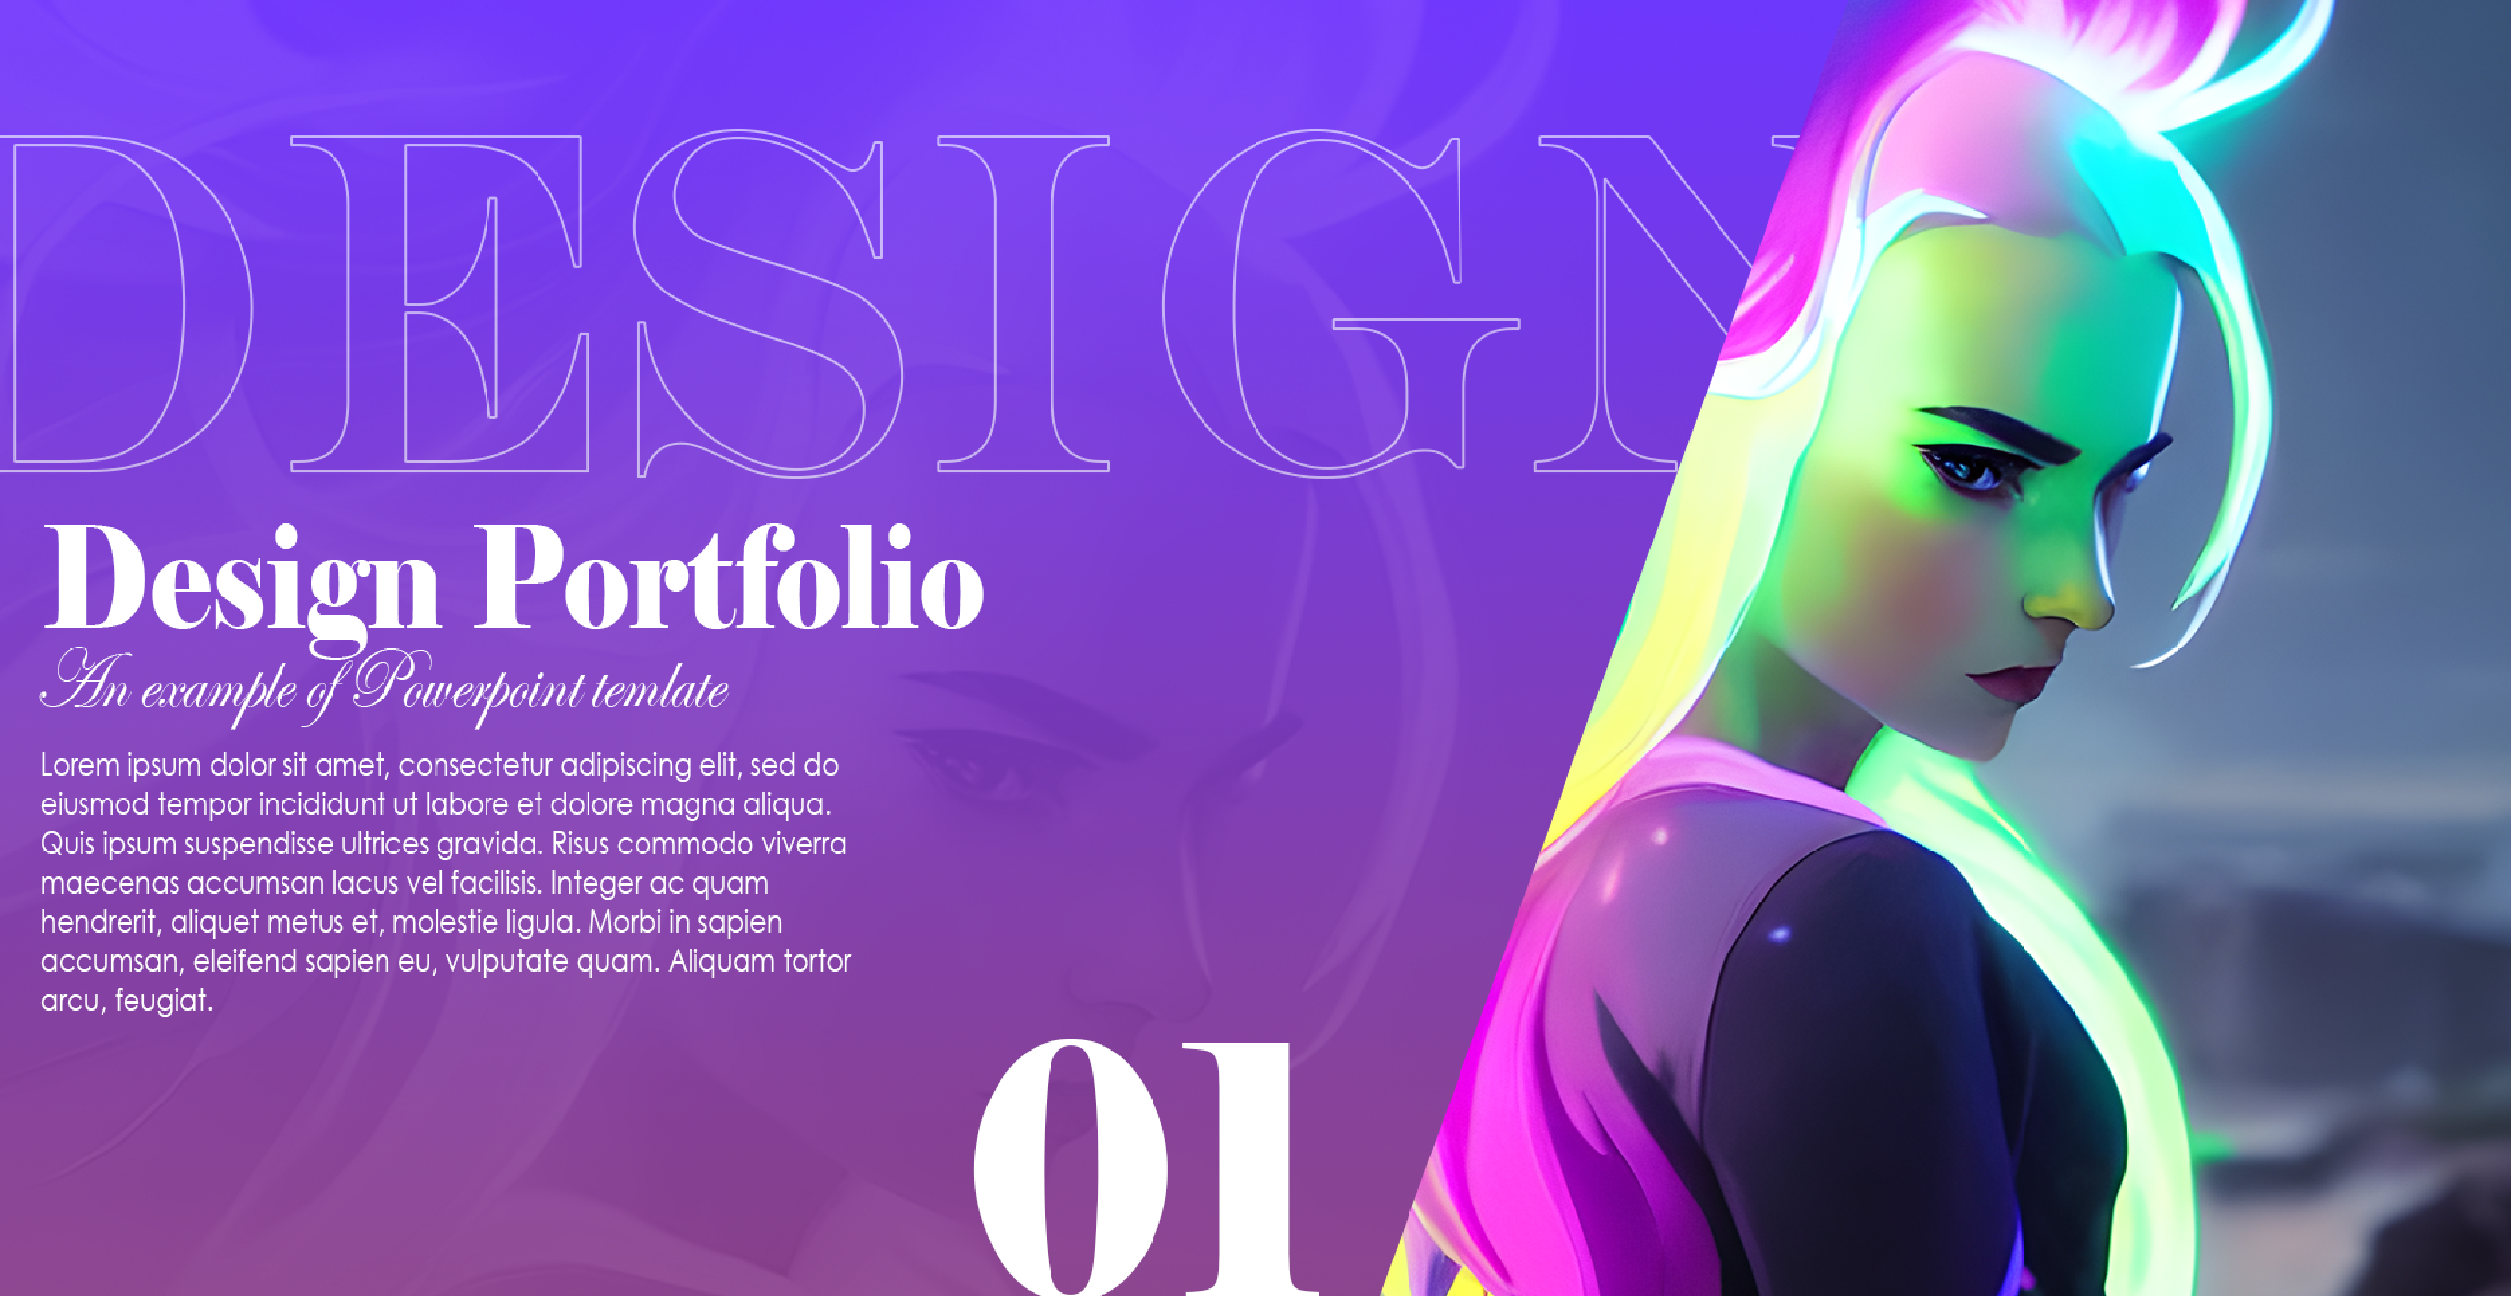 DESIGN
Design Portfolio
An example of Powerpoint temlate
Lorem ipsum dolor sit amet, consectetur adipiscing elit, sed do
eiusmod tempor incididunt ut labore et dolore magna aliqua.
Quis ipsum suspendisse ultrices gravida. Risus commodo viverra
maecenas accumsan lacus vel facilisis. Integer ac quam
hendrerit, aliquet metus et, molestie ligula. Morbi in sapien
accumsan, eleifend sapien eu, vulputate quam. Aliquam tortor
arcu, feugiat.
01